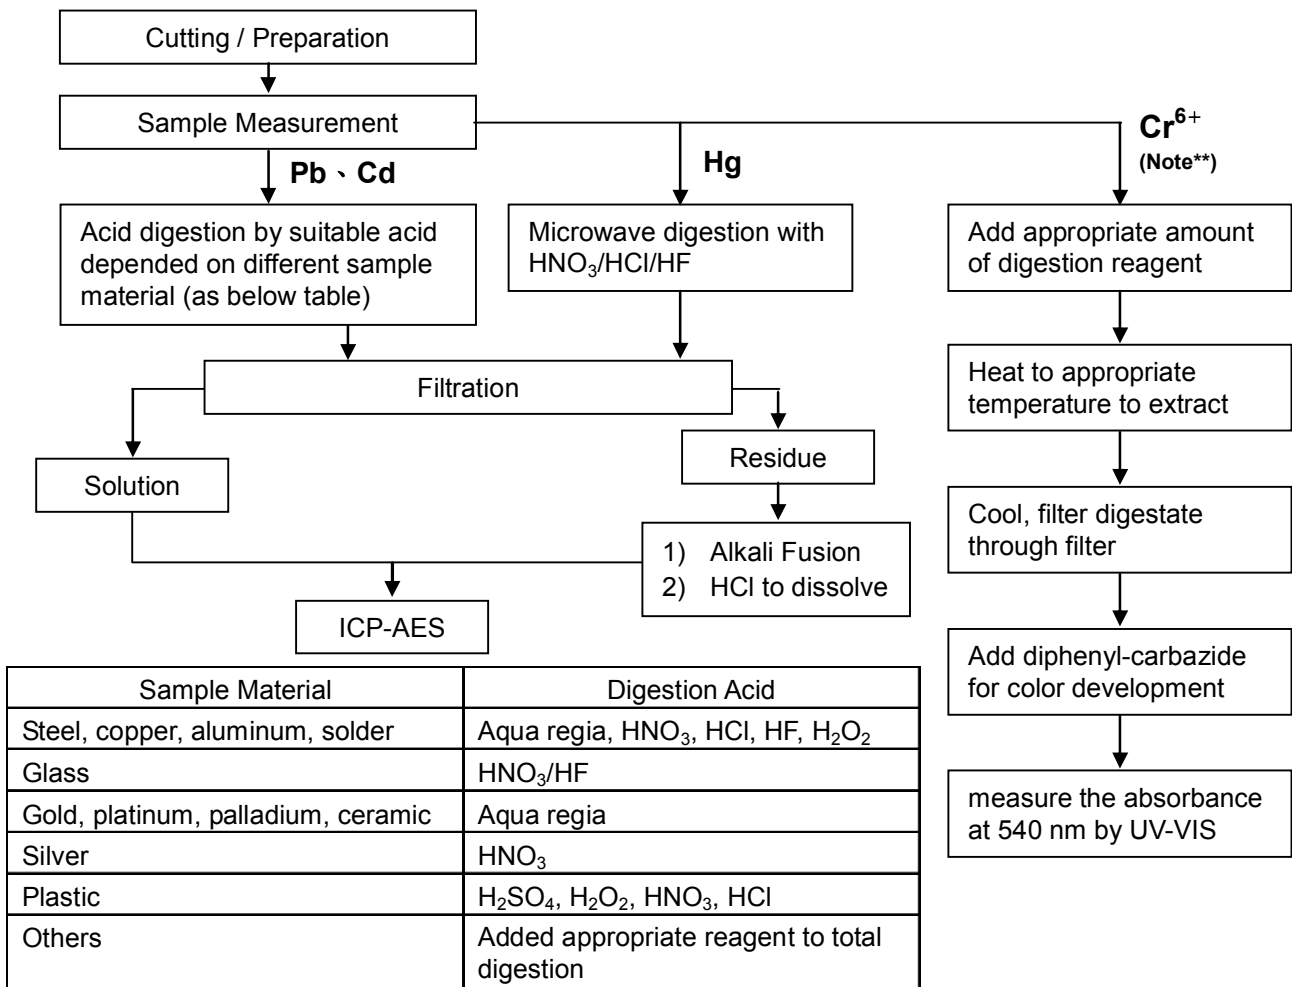 Cutting / Preparation
Sample Measurement
Pb、Cd
Hg
Cr⁶⁺
(Note**)
Acid digestion by suitable acid
depended on different sample
material (as below table)
Microwave digestion with
HNO₃/HCl/HF
Add appropriate amount
of digestion reagent
Filtration
Heat to appropriate
temperature to extract
Solution
Residue
Cool, filter digestate
through filter
1) Alkali Fusion
2) HCl to dissolve
ICP-AES
Add diphenyl-carbazide
for color development
measure the absorbance
at 540 nm by UV-VIS
Sample Material Digestion Acid
Steel, copper, aluminum, solder Aqua regia, HNO₃, HCl, HF, H₂O₂
Glass HNO₃/HF
Gold, platinum, palladium, ceramic Aqua regia
Silver HNO₃
Plastic H₂SO₄, H₂O₂, HNO₃, HCl
Others Added appropriate reagent to total
digestion